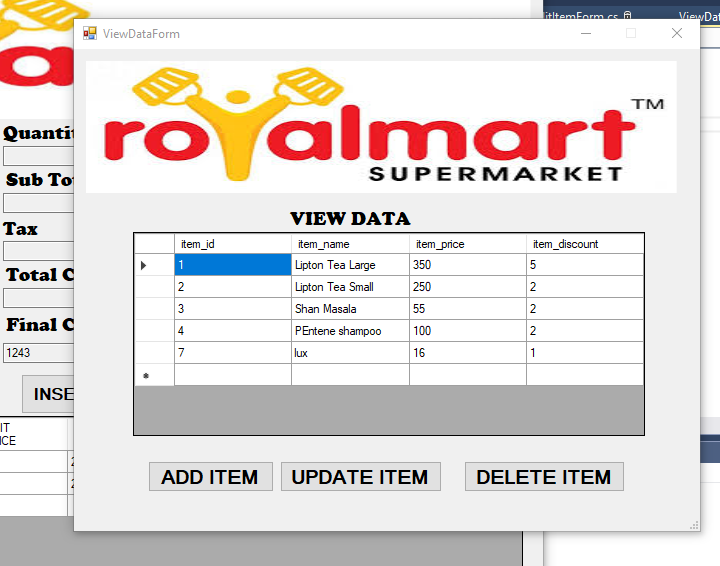 ViewDataForm
ItemForm.cs
royalmart™
SUPERMARKET
VIEW DATA
item_id item_name item_price item_discount
1 Lipton Tea Large 350 5
2 Lipton Tea Small 250 2
3 Shan Masala 55 2
4 PEntene shampoo 100 2
7 lux 16 1
*
ADD ITEM UPDATE ITEM DELETE ITEM
Quantit
Sub To
Tax
Total C
Final C
1243
INSE
IT
ICE